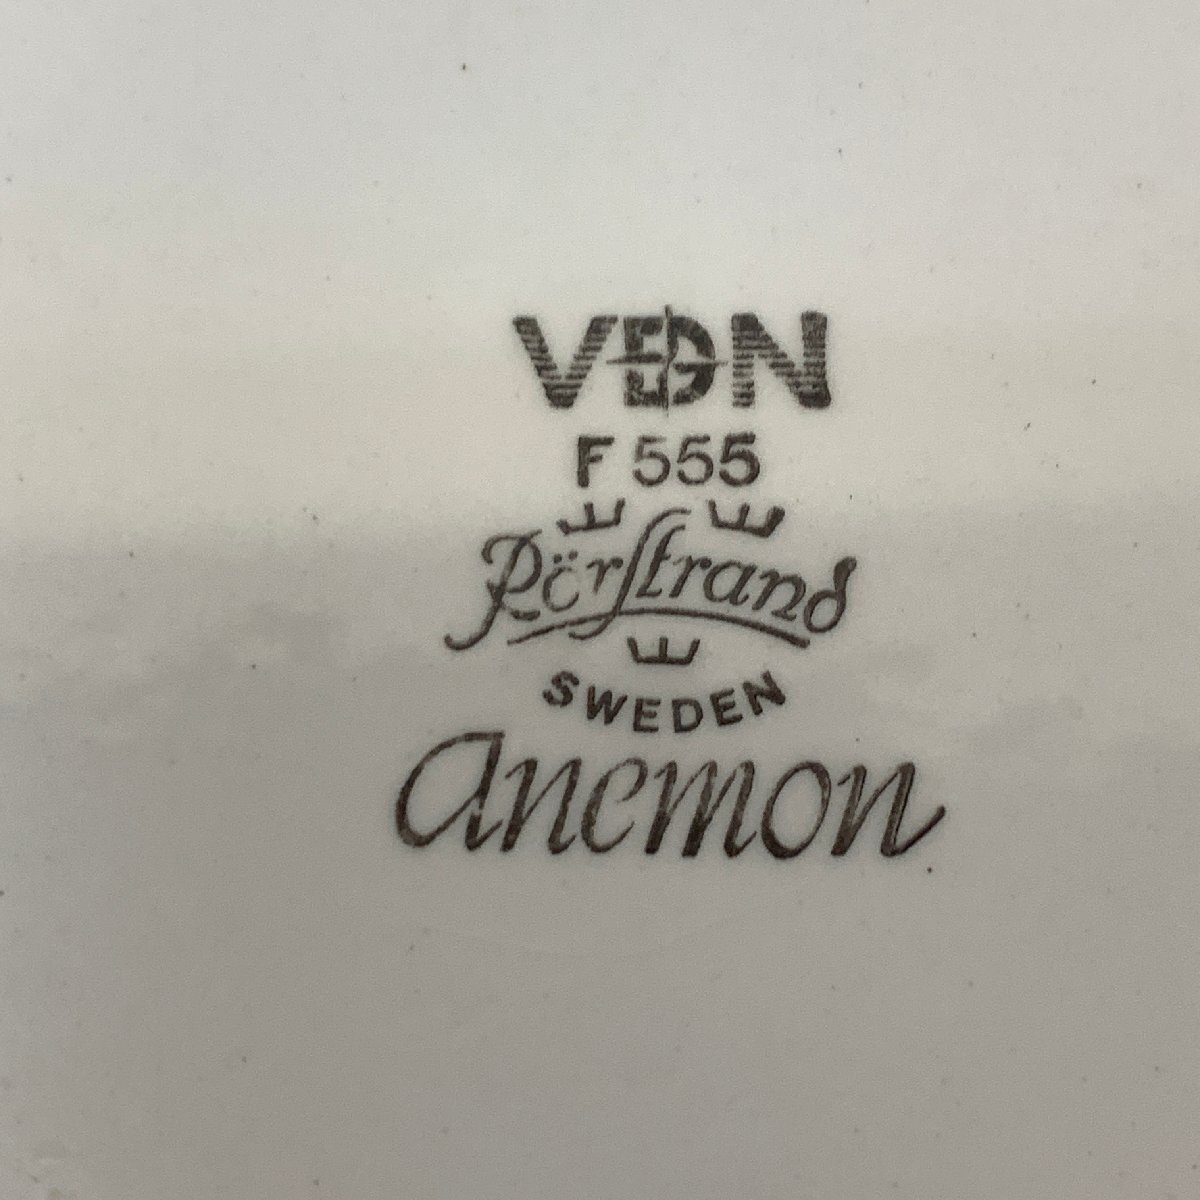 VDN
F 555
Rörstrand
SWEDEN
anemon